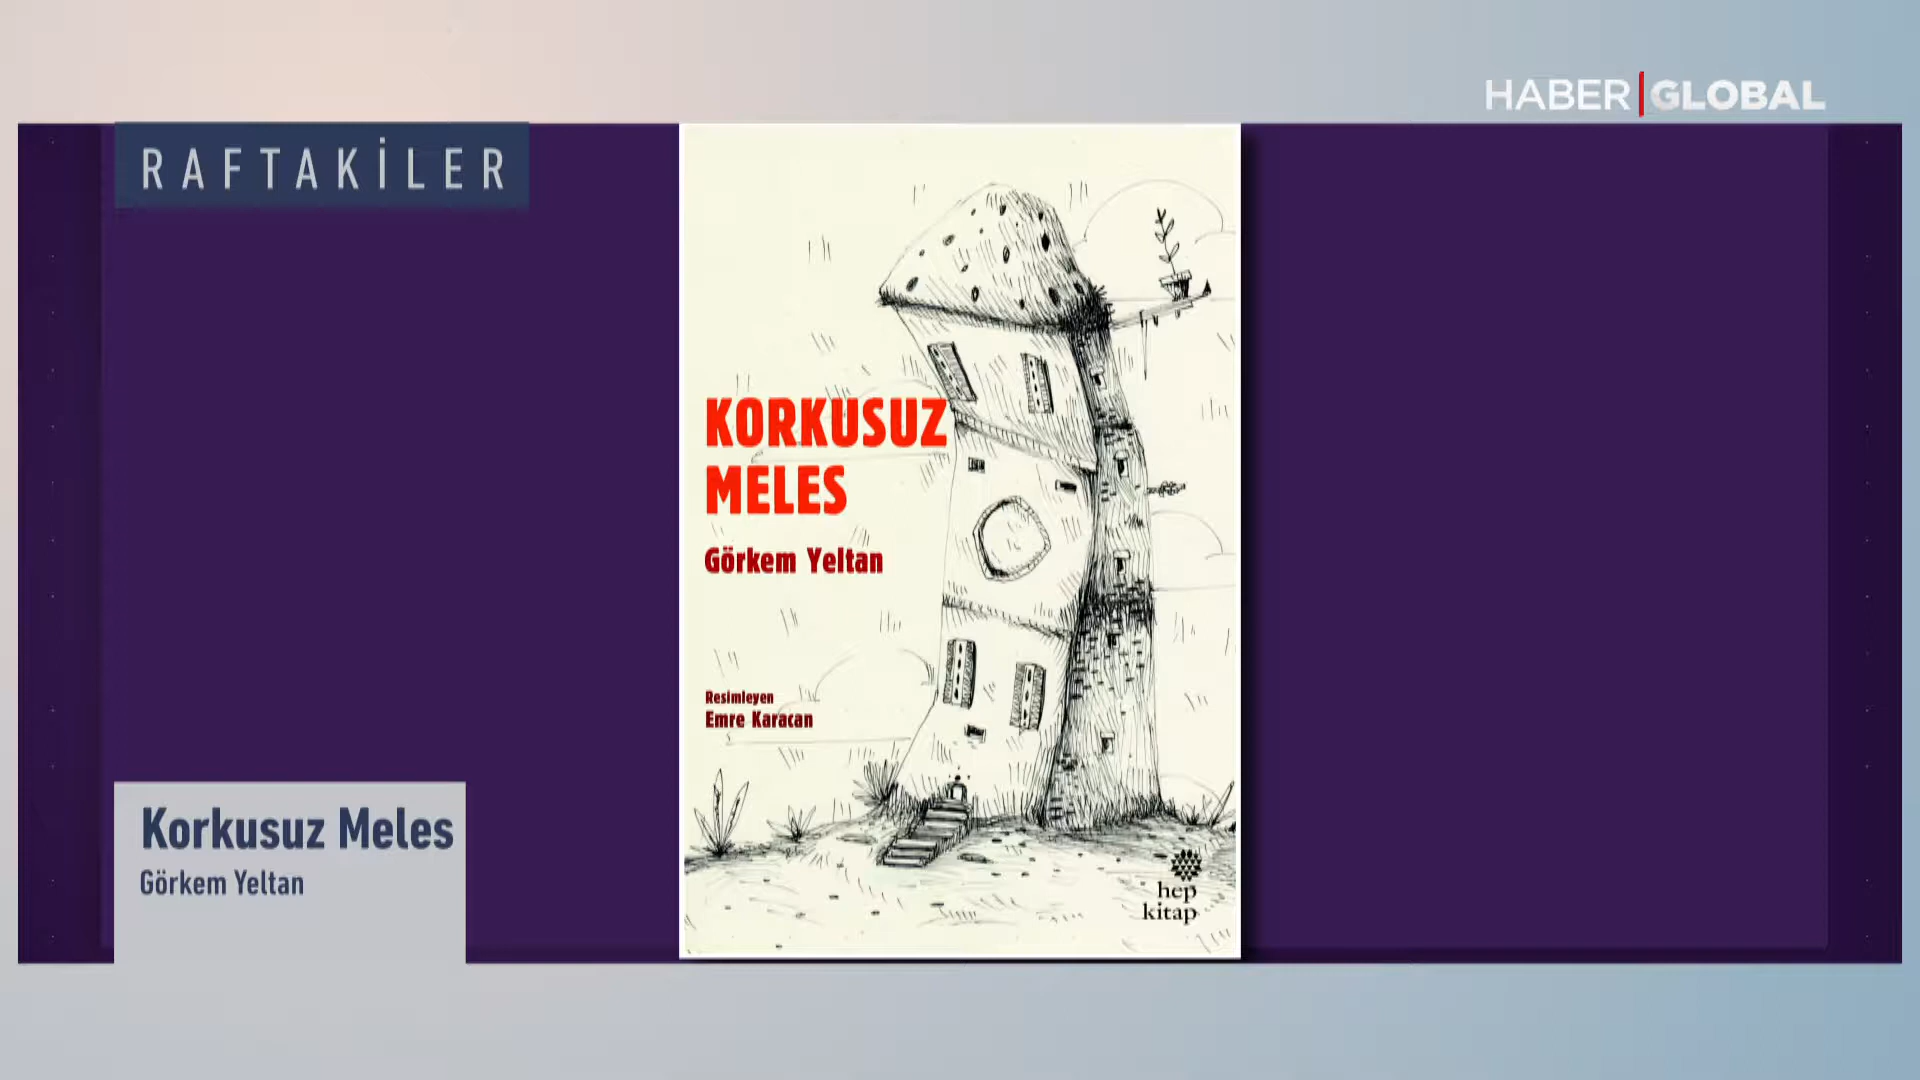 HABER GLOBAL
RAFTAKİLER
KORKUSUZ
MELES
Görkem Yeltan
Resimleyen
Emre Karacan
hep
kitap
Korkusuz Meles
Görkem Yeltan